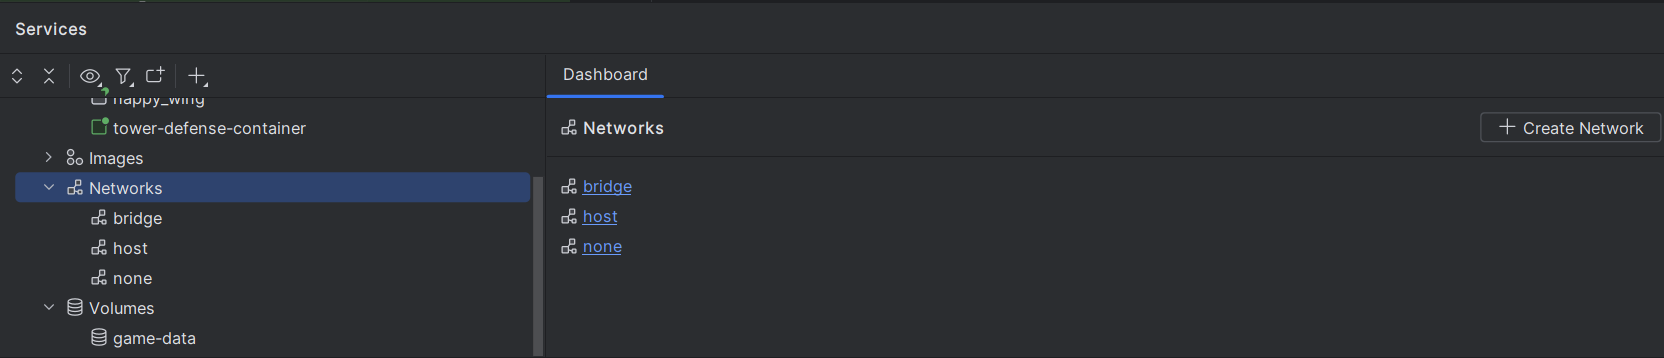 Services
happy_wing
tower-defense-container
Images
Networks
bridge
host
none
Volumes
game-data
Dashboard
Networks
Create Network
bridge
host
none